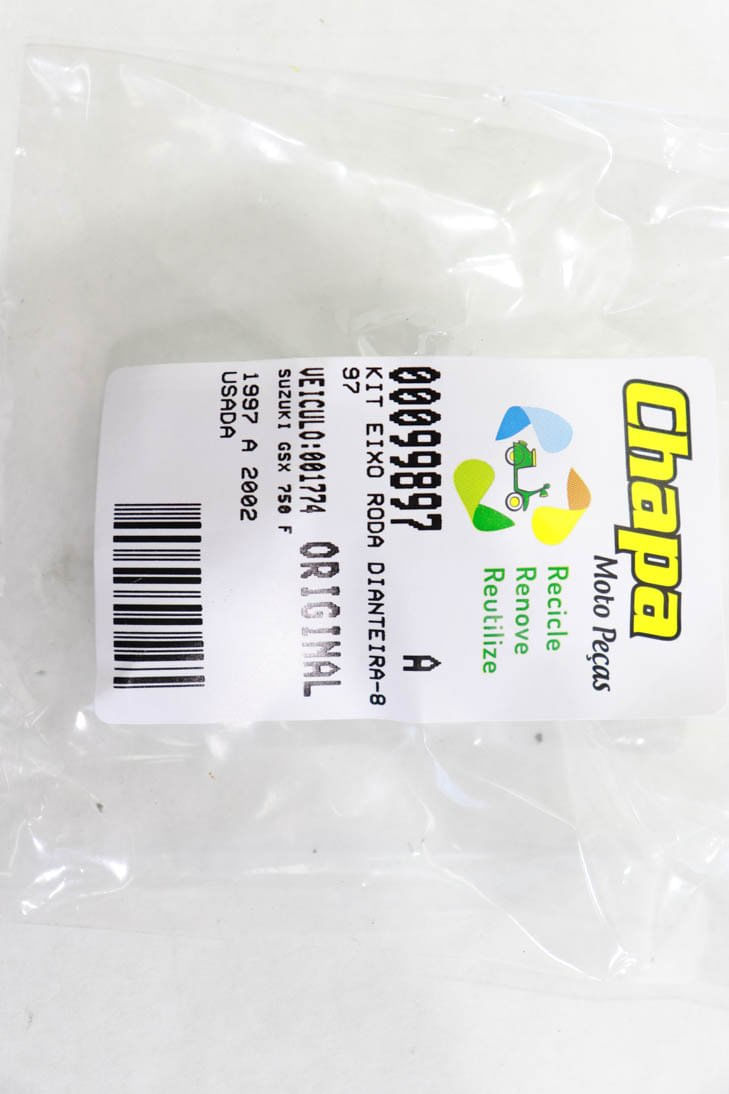 Chapa
Moto Peças
Recicle
Renove
Reutilize
00099897 A
KIT EIXO RODA DIANTEIRA-8
97
VEICULO:001774 ORIGINAL
SUZUKI GSX 750 F
1997 A 2002
USADA